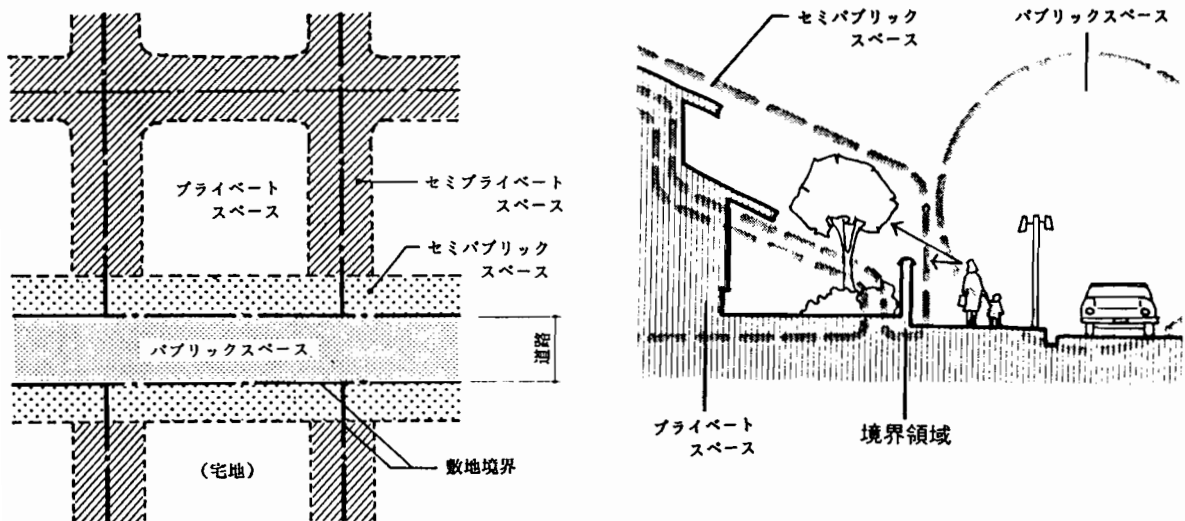 プライベート
スペース
セミプライベート
スペース
セミパブリック
スペース
パブリックスペース
道路
(宅地)
敷地境界
セミパブリック
スペース
パブリックスペース
プライベート
スペース
境界領域